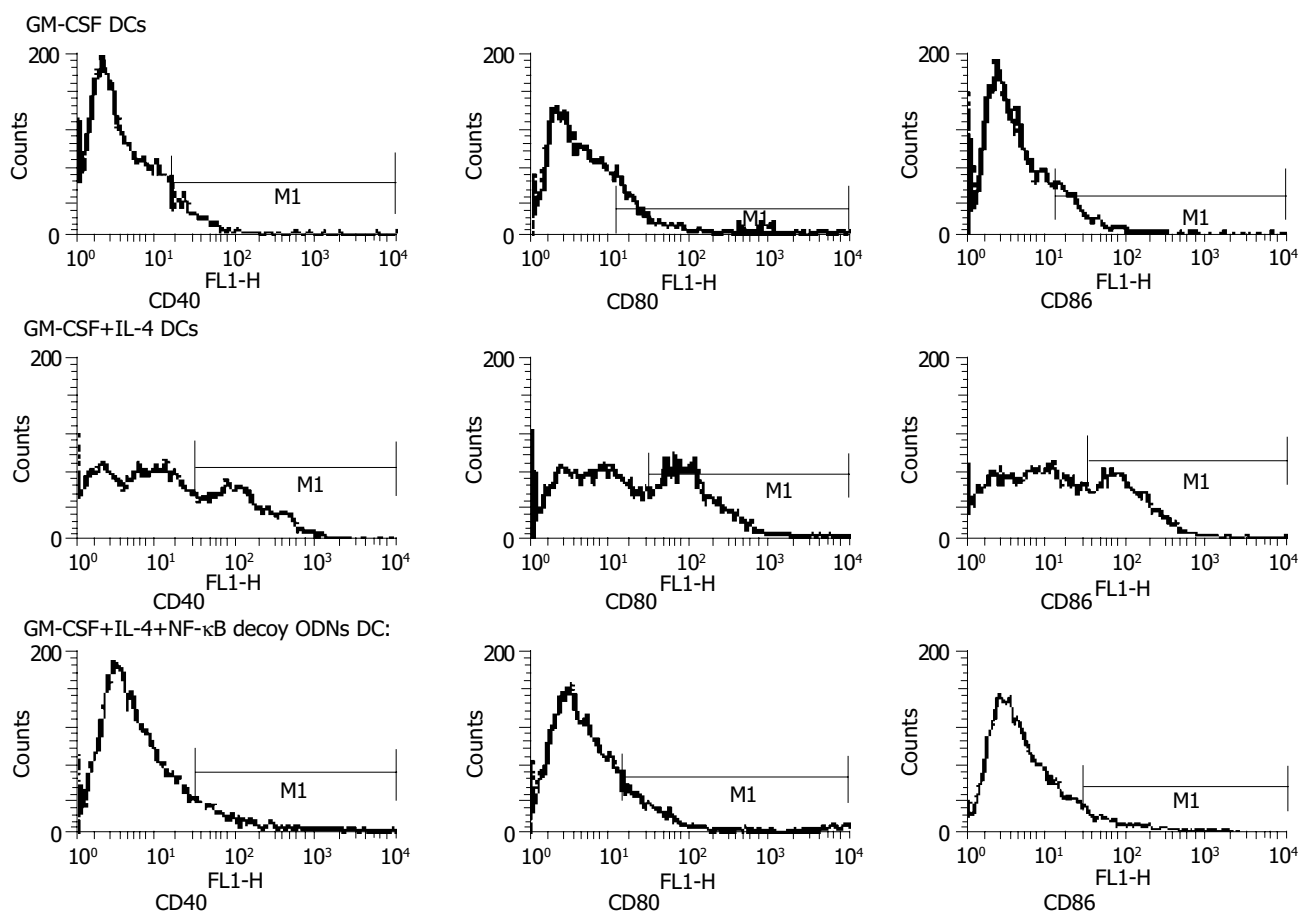 GM-CSF DCs
200
Counts
0
M1
10⁰ 10¹ 10² 10³ 10⁴
FL1-H
CD40
200
Counts
0
M1
10⁰ 10¹ 10² 10³ 10⁴
FL1-H
CD80
200
Counts
0
M1
10⁰ 10¹ 10² 10³ 10⁴
FL1-H
CD86
GM-CSF+IL-4 DCs
200
Counts
0
M1
10⁰ 10¹ 10² 10³ 10⁴
FL1-H
CD40
200
Counts
0
M1
10⁰ 10¹ 10² 10³ 10⁴
FL1-H
CD80
200
Counts
0
M1
10⁰ 10¹ 10² 10³ 10⁴
FL1-H
CD86
GM-CSF+IL-4+NF-κB decoy ODNs DC:
200
Counts
0
M1
10⁰ 10¹ 10² 10³ 10⁴
FL1-H
CD40
200
Counts
0
M1
10⁰ 10¹ 10² 10³ 10⁴
FL1-H
CD80
200
Counts
0
M1
10⁰ 10¹ 10² 10³ 10⁴
FL1-H
CD86